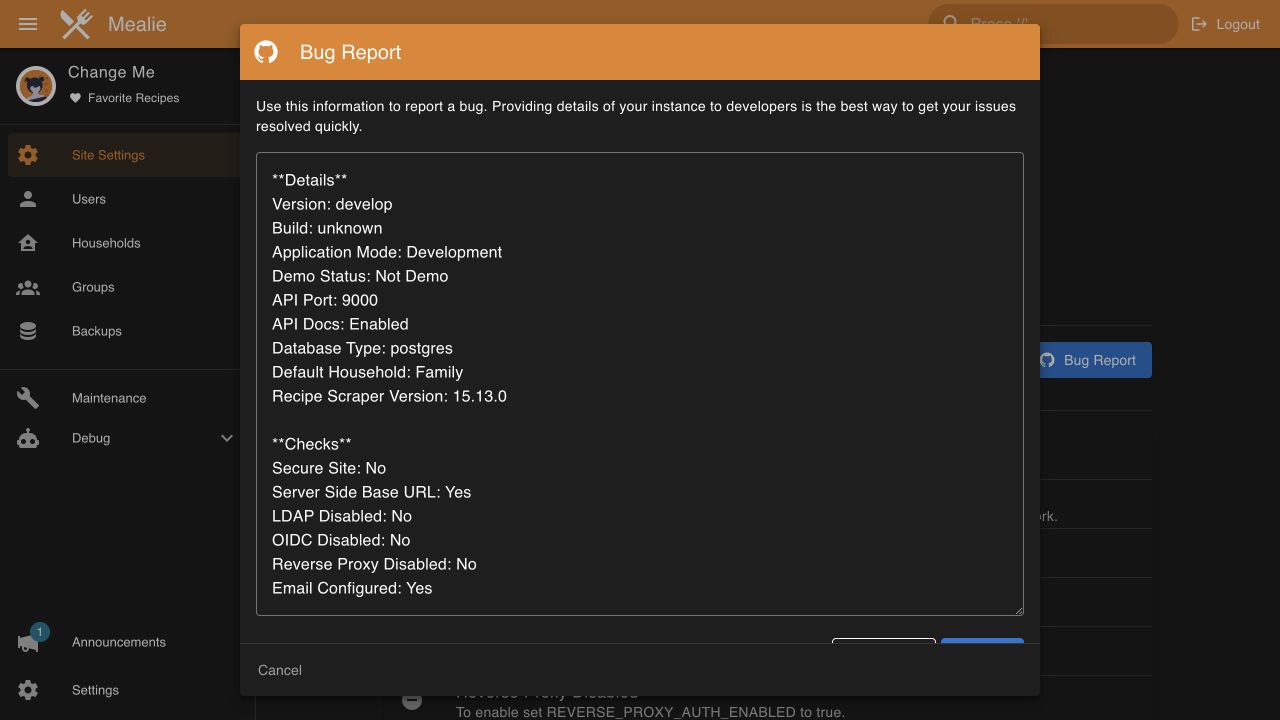 Mealie
Press '/'
Logout
Bug Report
Change Me
Favorite Recipes
Use this information to report a bug. Providing details of your instance to developers is the best way to get your issues
resolved quickly.
Site Settings
Users
Households
Groups
Backups
Maintenance
Debug
**Details**
Version: develop
Build: unknown
Application Mode: Development
Demo Status: Not Demo
API Port: 9000
API Docs: Enabled
Database Type: postgres
Default Household: Family
Recipe Scraper Version: 15.13.0
**Checks**
Secure Site: No
Server Side Base URL: Yes
LDAP Disabled: No
OIDC Disabled: No
Reverse Proxy Disabled: No
Email Configured: Yes
Bug Report
1
Announcements
Settings
Cancel
Reverse Proxy Disabled
To enable set REVERSE_PROXY_AUTH_ENABLED to true.